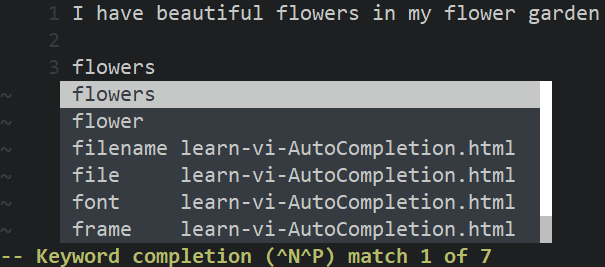 1 I have beautiful flowers in my flower garden
2
3 flowers
~ flowers
~ flower
~ filename learn-vi-AutoCompletion.html
~ file learn-vi-AutoCompletion.html
~ font learn-vi-AutoCompletion.html
~ frame learn-vi-AutoCompletion.html
-- Keyword completion (^N^P) match 1 of 7